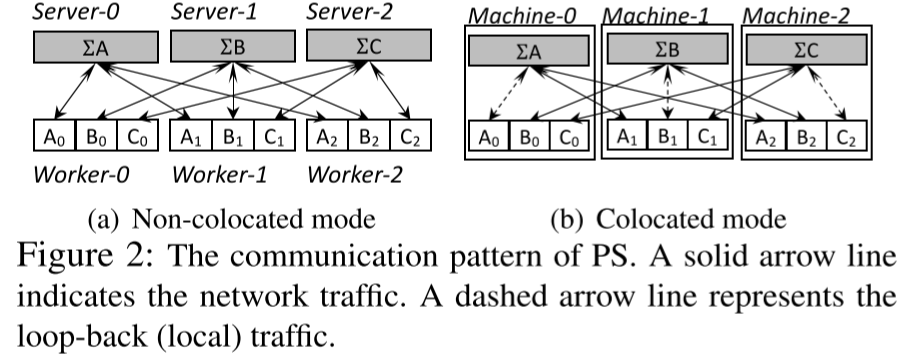 Server-0 Server-1 Server-2 Machine-0 Machine-1 Machine-2
ΣA ΣB ΣC ΣA ΣB ΣC
A₀ B₀ C₀ A₁ B₁ C₁ A₂ B₂ C₂ A₀ B₀ C₀ A₁ B₁ C₁ A₂ B₂ C₂
Worker-0 Worker-1 Worker-2
(a) Non-colocated mode (b) Colocated mode
Figure 2: The communication pattern of PS. A solid arrow line
indicates the network traffic. A dashed arrow line represents the
loop-back (local) traffic.